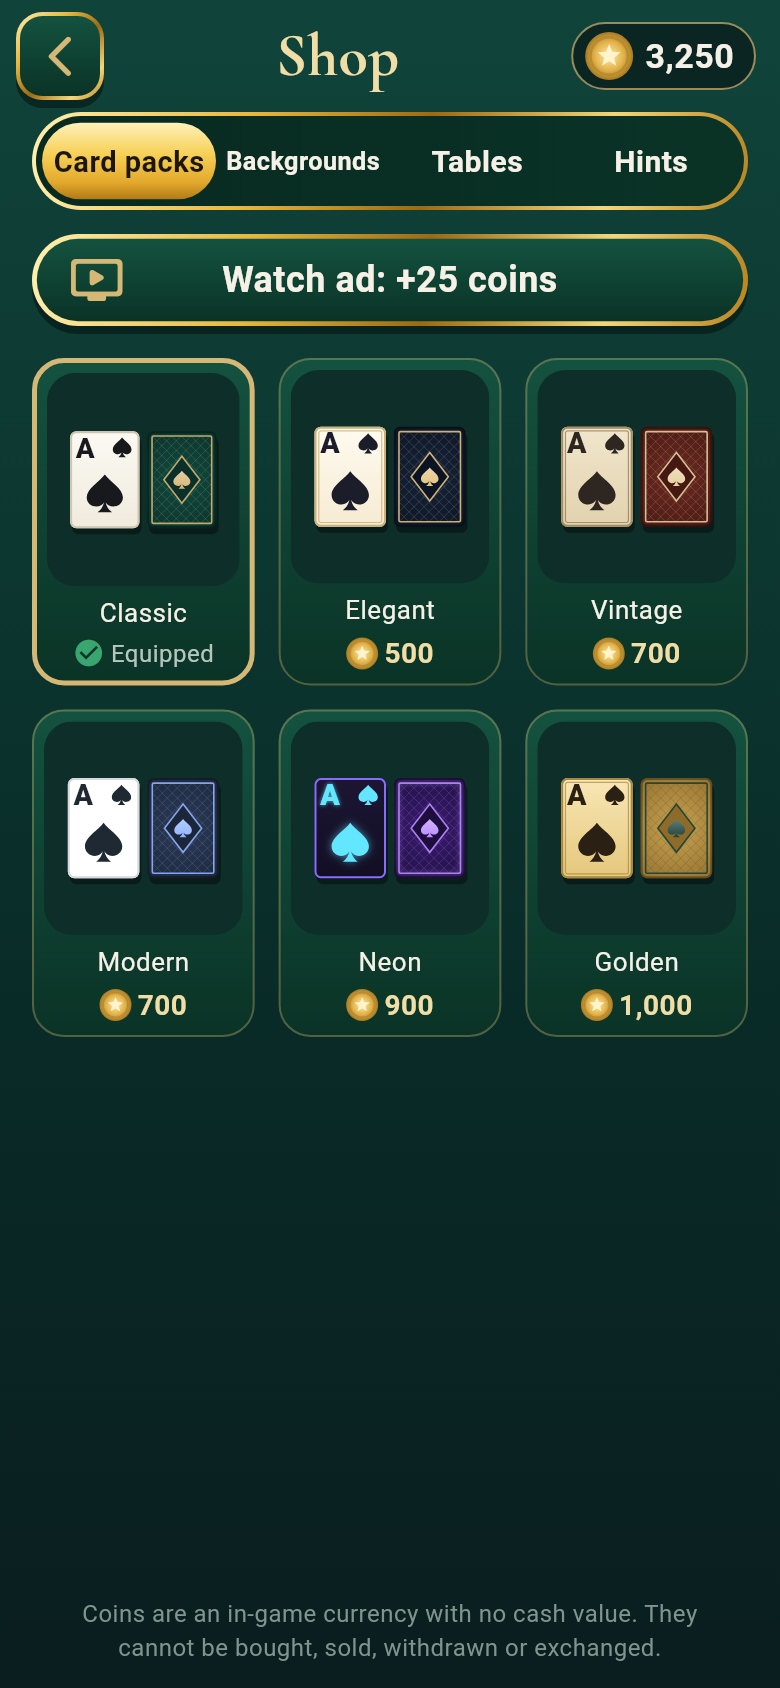 Shop
3,250
Card packs Backgrounds Tables Hints
Watch ad: +25 coins
A A A
Classic Elegant Vintage
Equipped 500 700
A A A
Modern Neon Golden
700 900 1,000
Coins are an in-game currency with no cash value. They
cannot be bought, sold, withdrawn or exchanged.